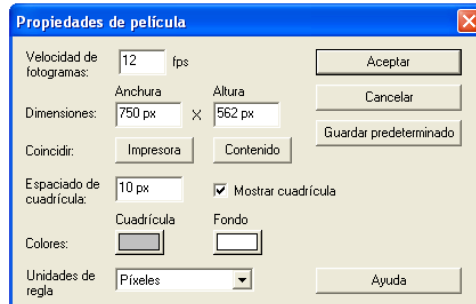 Propiedades de película
Velocidad de fotogramas: 12 fps
Aceptar
Anchura Altura
Dimensiones: 750 px X 562 px
Cancelar
Coincidir: Impresora Contenido
Guardar predeterminado
Espaciado de cuadrícula: 10 px
Mostrar cuadrícula
Cuadrícula Fondo
Colores:
Unidades de regla Píxeles
Ayuda